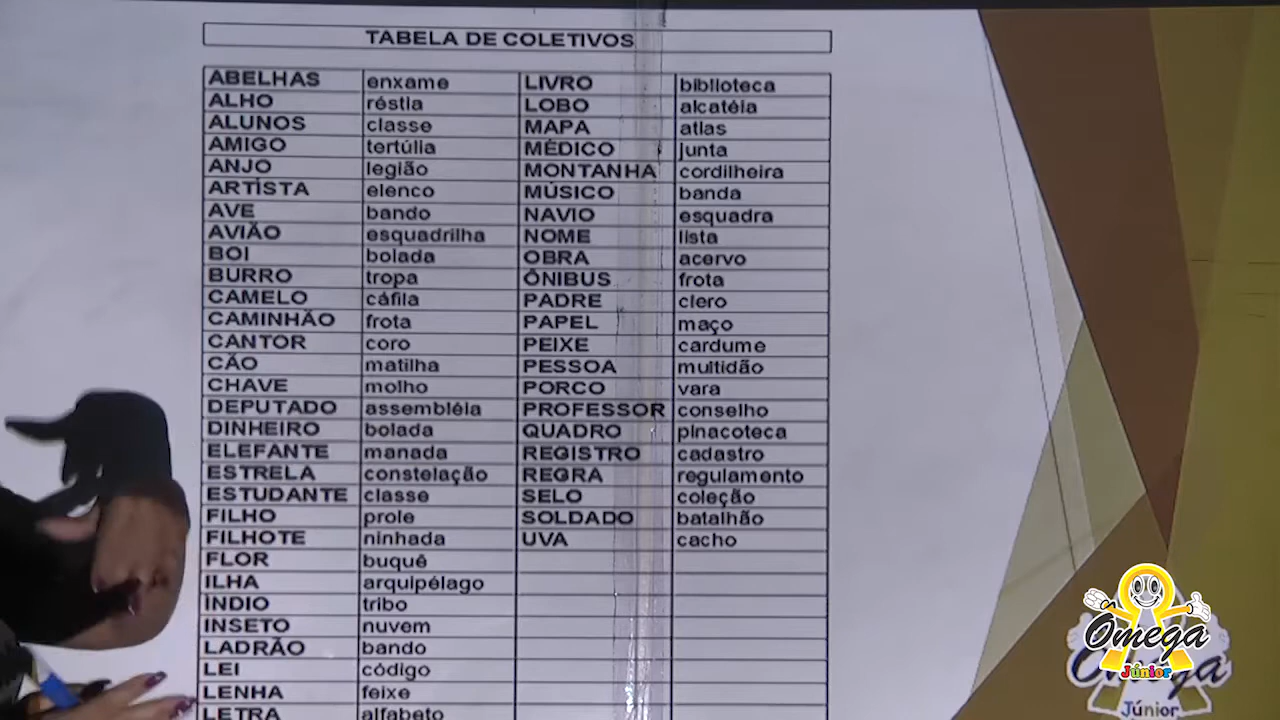 TABELA DE COLETIVOS
ABELHAS enxame LIVRO biblioteca
ALHO réstia LOBO alcatéia
ALUNOS classe MAPA atlas
AMIGO tertúlia MÉDICO junta
ANJO legião MONTANHA cordilheira
ARTISTA elenco MÚSICO banda
AVE bando NAVIO esquadra
AVIÃO esquadrilha NOME lista
BOI bolada OBRA acervo
BURRO tropa ÔNIBUS frota
CAMELO cáfila PADRE clero
CAMINHÃO frota PAPEL maço
CANTOR coro PEIXE cardume
CÃO matilha PESSOA multidão
CHAVE molho PORCO vara
DEPUTADO assembléia PROFESSOR conselho
DINHEIRO bolada QUADRO pinacoteca
ELEFANTE manada REGISTRO cadastro
ESTRELA constelação REGRA regulamento
ESTUDANTE classe SELO coleção
FILHO prole SOLDADO batalhão
FILHOTE ninhada UVA cacho
FLOR buquê
ILHA arquipélago
ÍNDIO tribo
INSETO nuvem
LADRÃO bando
LEI código
LENHA feixe
LETRA alfabeto
Ômega
Júnior
Ômega
Júnior